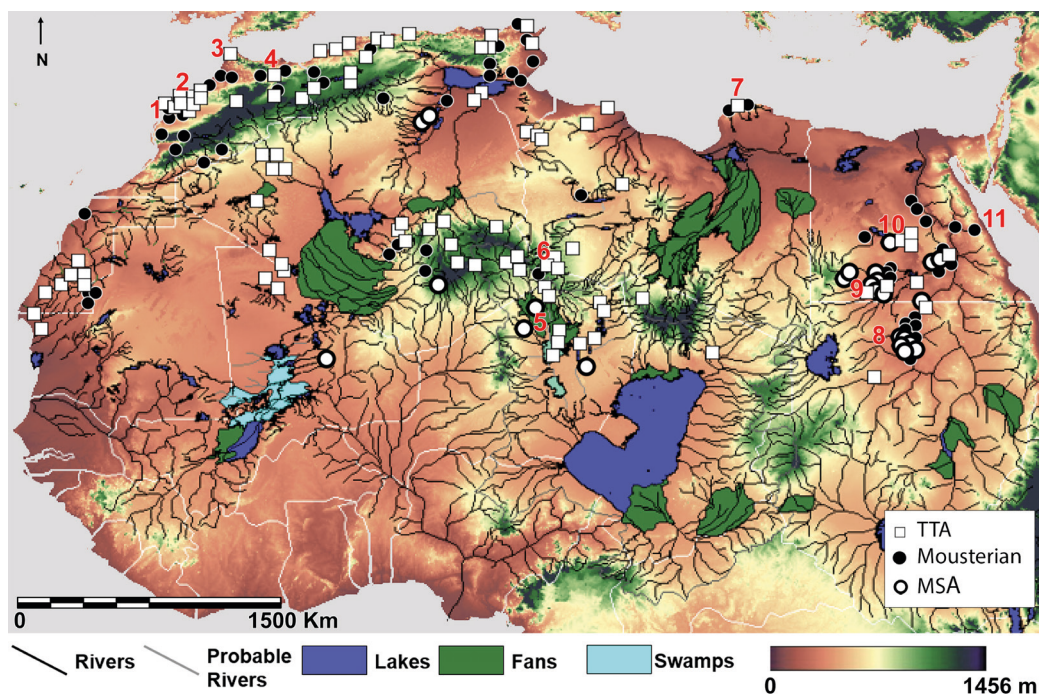 N
3
4
2
1
7
6
5
10
11
9
8
TTA
Mousterian
MSA
0 1500 Km
Rivers
Probable
Rivers
Lakes
Fans
Swamps
0 1456 m